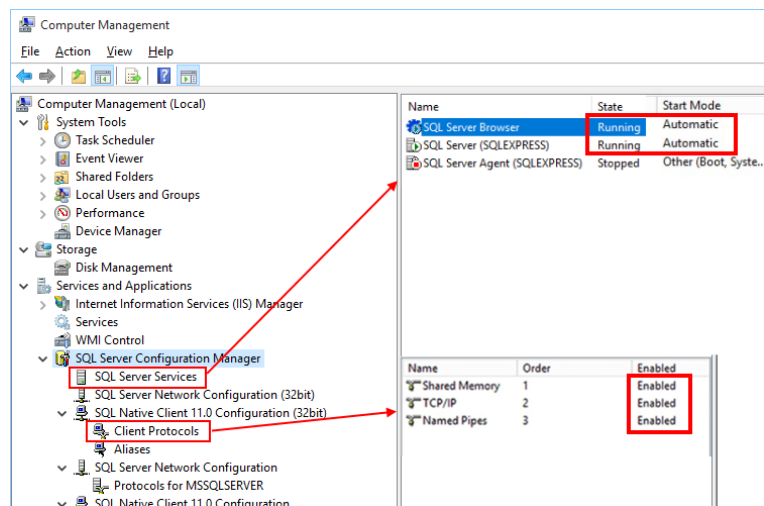 Computer Management
File Action View Help
Computer Management (Local)
System Tools
Task Scheduler
Event Viewer
Shared Folders
Local Users and Groups
Performance
Device Manager
Storage
Disk Management
Services and Applications
Internet Information Services (IIS) Manager
Services
WMI Control
SQL Server Configuration Manager
SQL Server Services
SQL Server Network Configuration (32bit)
SQL Native Client 11.0 Configuration (32bit)
Client Protocols
Aliases
SQL Server Network Configuration
Protocols for MSSQLSERVER
SQL Native Client 11.0 Configuration
Name State Start Mode
SQL Server Browser Running Automatic
SQL Server (SQLEXPRESS) Running Automatic
SQL Server Agent (SQLEXPRESS) Stopped Other (Boot, Syste...
Name Order Enabled
Shared Memory 1 Enabled
TCP/IP 2 Enabled
Named Pipes 3 Enabled